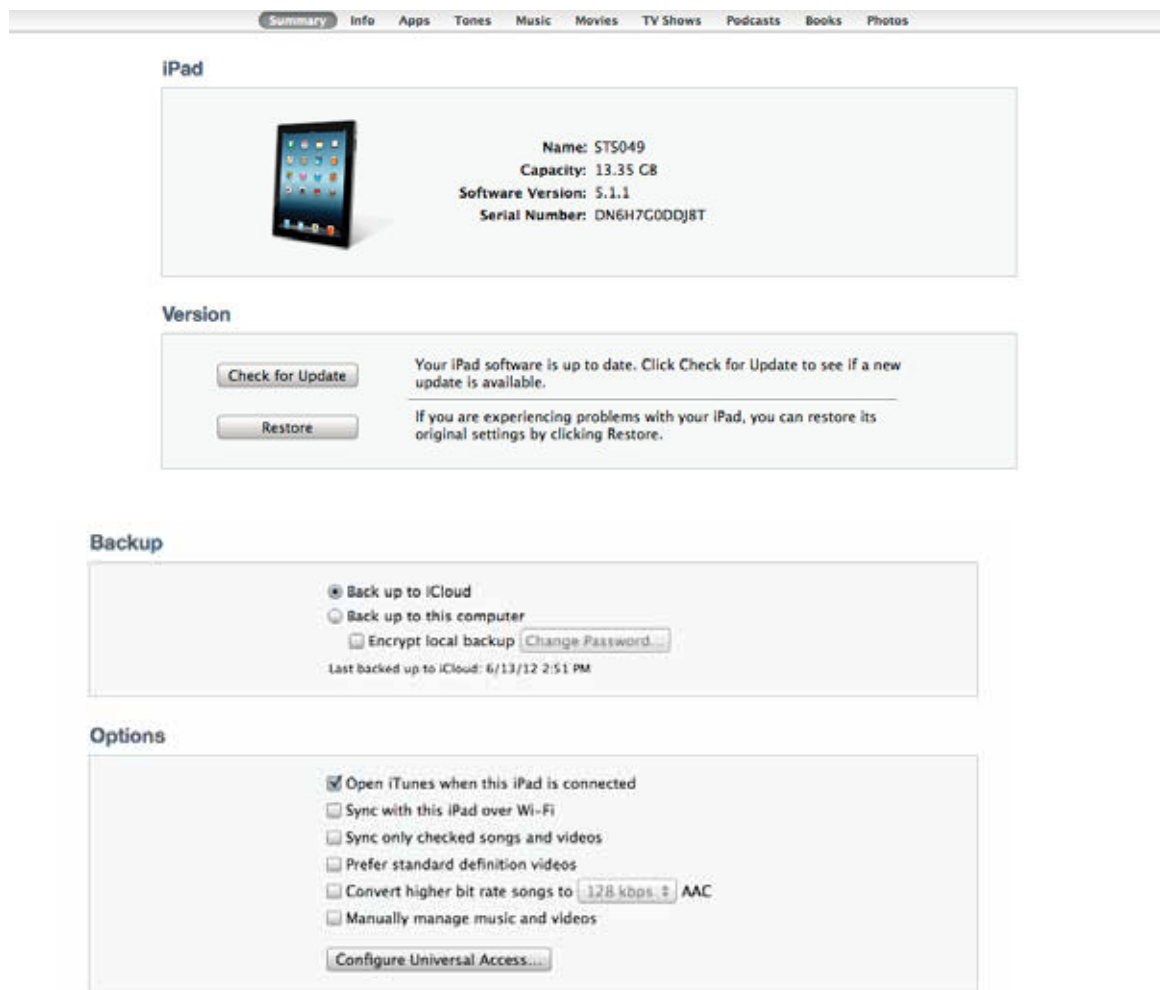 Summary Info Apps Tones Music Movies TV Shows Podcasts Books Photos
iPad
Name: STS049
Capacity: 13.35 GB
Software Version: 5.1.1
Serial Number: DN6H7G0DDJ8T
Version
Check for Update
Your iPad software is up to date. Click Check for Update to see if a new
update is available.
Restore
If you are experiencing problems with your iPad, you can restore its
original settings by clicking Restore.
Backup
Back up to iCloud
Back up to this computer
Encrypt local backup Change Password...
Last backed up to iCloud: 6/13/12 2:51 PM
Options
Open iTunes when this iPad is connected
Sync with this iPad over Wi-Fi
Sync only checked songs and videos
Prefer standard definition videos
Convert higher bit rate songs to 128 kbps AAC
Manually manage music and videos
Configure Universal Access...